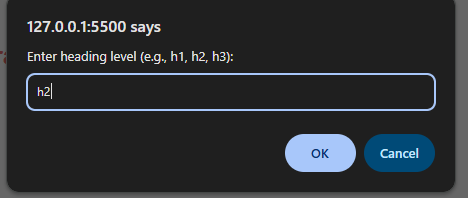 127.0.0.1:5500 says
Enter heading level (e.g., h1, h2, h3):
h2
OK Cancel